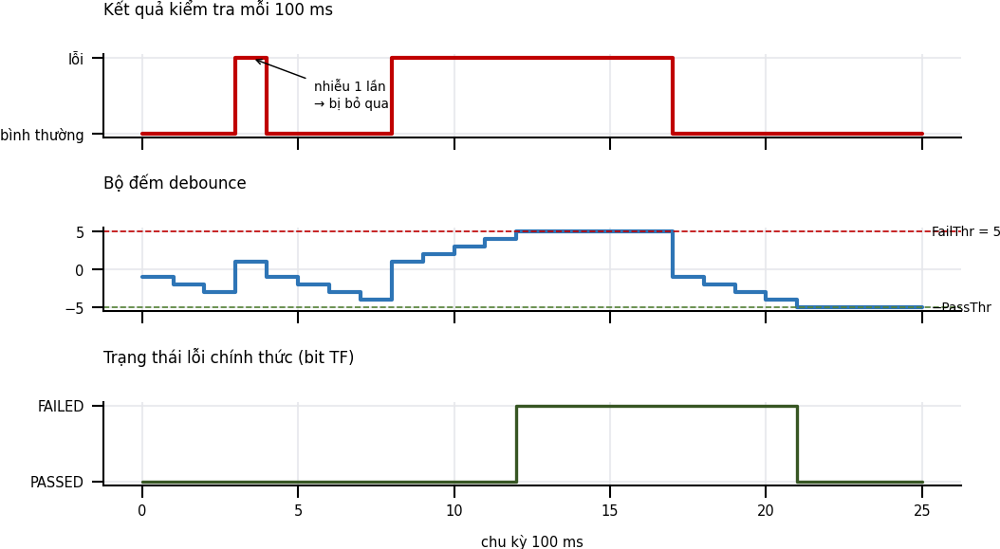 Kết quả kiểm tra mỗi 100 ms
lỗi
nhiễu 1 lần
→ bị bỏ qua
bình thường
Bộ đếm debounce
5
FailThr = 5
0
−5
−PassThr
Trạng thái lỗi chính thức (bit TF)
FAILED
PASSED
0 5 10 15 20 25
chu kỳ 100 ms